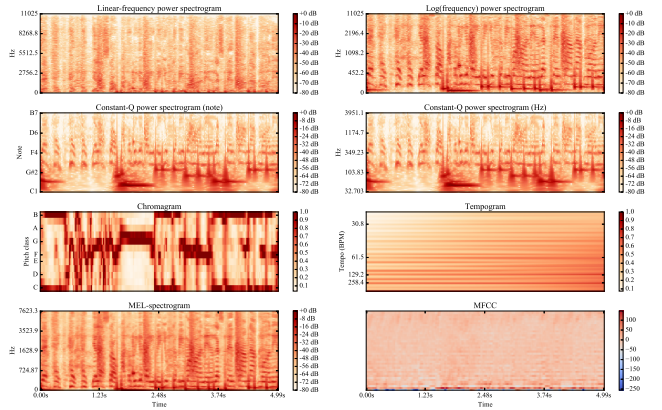 Linear-frequency power spectrogram
11025
8268.8
5512.5
2756.2
0
Hz
+0 dB
-10 dB
-20 dB
-30 dB
-40 dB
-50 dB
-60 dB
-70 dB
-80 dB
Log(frequency) power spectrogram
11025
2396.1
1098.2
452.2
0
Hz
+0 dB
-10 dB
-20 dB
-30 dB
-40 dB
-50 dB
-60 dB
-70 dB
-80 dB
Constant-Q power spectrogram (note)
B7
D6
F4
G#2
C1
Note
+0 dB
-8 dB
-16 dB
-24 dB
-32 dB
-40 dB
-48 dB
-56 dB
-64 dB
-72 dB
-80 dB
Constant-Q power spectrogram (Hz)
3951.1
1174.7
349.23
103.83
32.703
Hz
+0 dB
-8 dB
-16 dB
-24 dB
-32 dB
-40 dB
-48 dB
-56 dB
-64 dB
-72 dB
-80 dB
Chromagram
B
A
G
F
D
C
Pitch class
1.0
0.9
0.8
0.7
0.6
0.5
0.4
0.3
0.2
0.1
Tempogram
30.8
61.5
129.2
258.4
Tempo (BPM)
1.0
0.9
0.8
0.7
0.6
0.5
0.4
0.3
0.2
0.1
MEL-spectrogram
7623.3
3523.9
1628.9
724.87
0
Hz
0.00s
1.23s
2.48s
3.74s
4.99s
Time
+0 dB
-8 dB
-16 dB
-24 dB
-32 dB
-40 dB
-48 dB
-56 dB
-64 dB
-72 dB
-80 dB
MFCC
0.00s
1.23s
2.48s
3.74s
4.99s
Time
100
50
0
-50
-100
-150
-200
-250